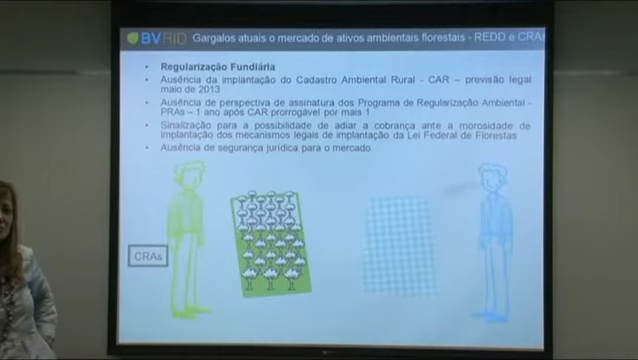 BVRIO Gargalos atuais o mercado de ativos ambientais florestais - REDD e CRAs
• Regularização Fundiária
• Ausência da implantação do Cadastro Ambiental Rural - CAR – previsão legal
maio de 2013
• Ausência de perspectiva de assinatura dos Programa de Regularização Ambiental -
PRAs – 1 ano após CAR prorrogável por mais 1
• Sinalização para a possibilidade de adiar a cobrança ante a morosidade de
implantação dos mecanismos legais de implantação da Lei Federal de Florestas
• Ausência de segurança jurídica para o mercado
CRAs